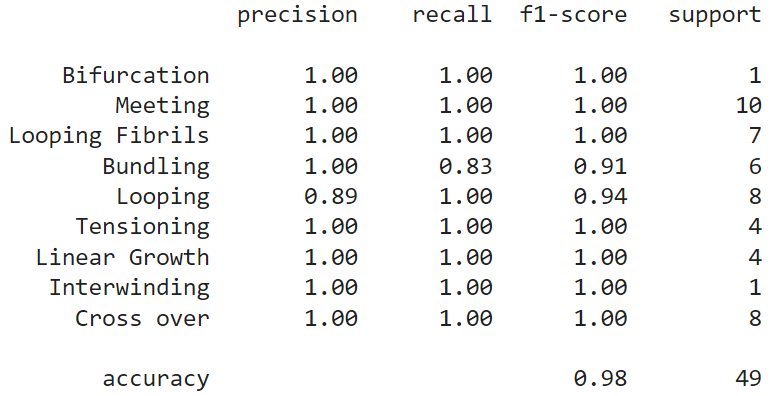 precision recall f1-score support
Bifurcation 1.00 1.00 1.00 1
Meeting 1.00 1.00 1.00 10
Looping Fibrils 1.00 1.00 1.00 7
Bundling 1.00 0.83 0.91 6
Looping 0.89 1.00 0.94 8
Tensioning 1.00 1.00 1.00 4
Linear Growth 1.00 1.00 1.00 4
Interwinding 1.00 1.00 1.00 1
Cross over 1.00 1.00 1.00 8
accuracy 0.98 49